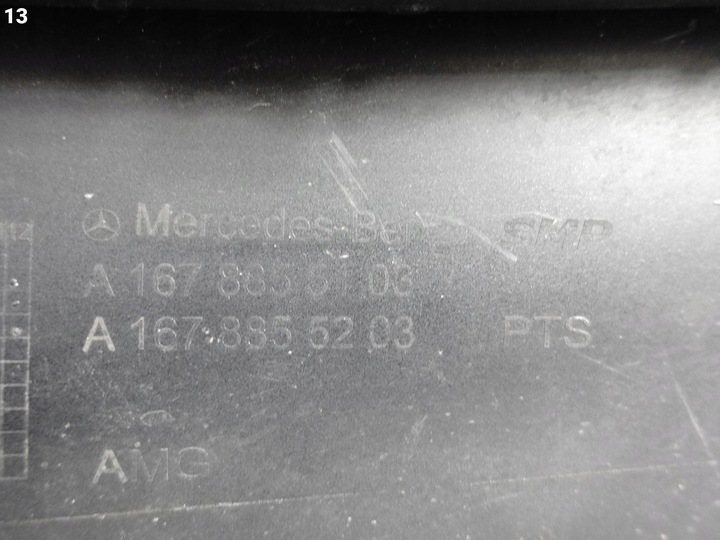 13
Mercedes-Benz SMP
A 167 885 51 03
A 167 885 52 03 PTS
AMG